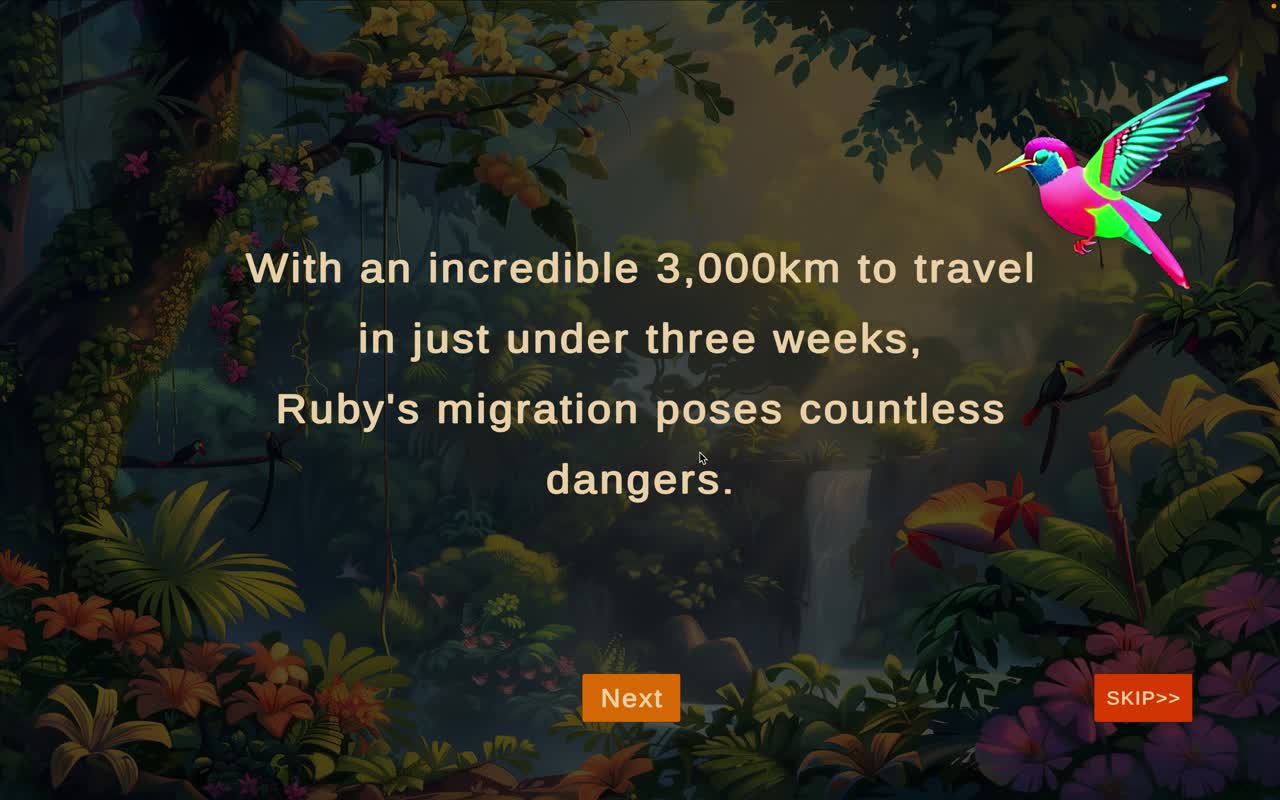 With an incredible 3,000km to travel
in just under three weeks,
Ruby's migration poses countless
dangers.
Next
SKIP>>